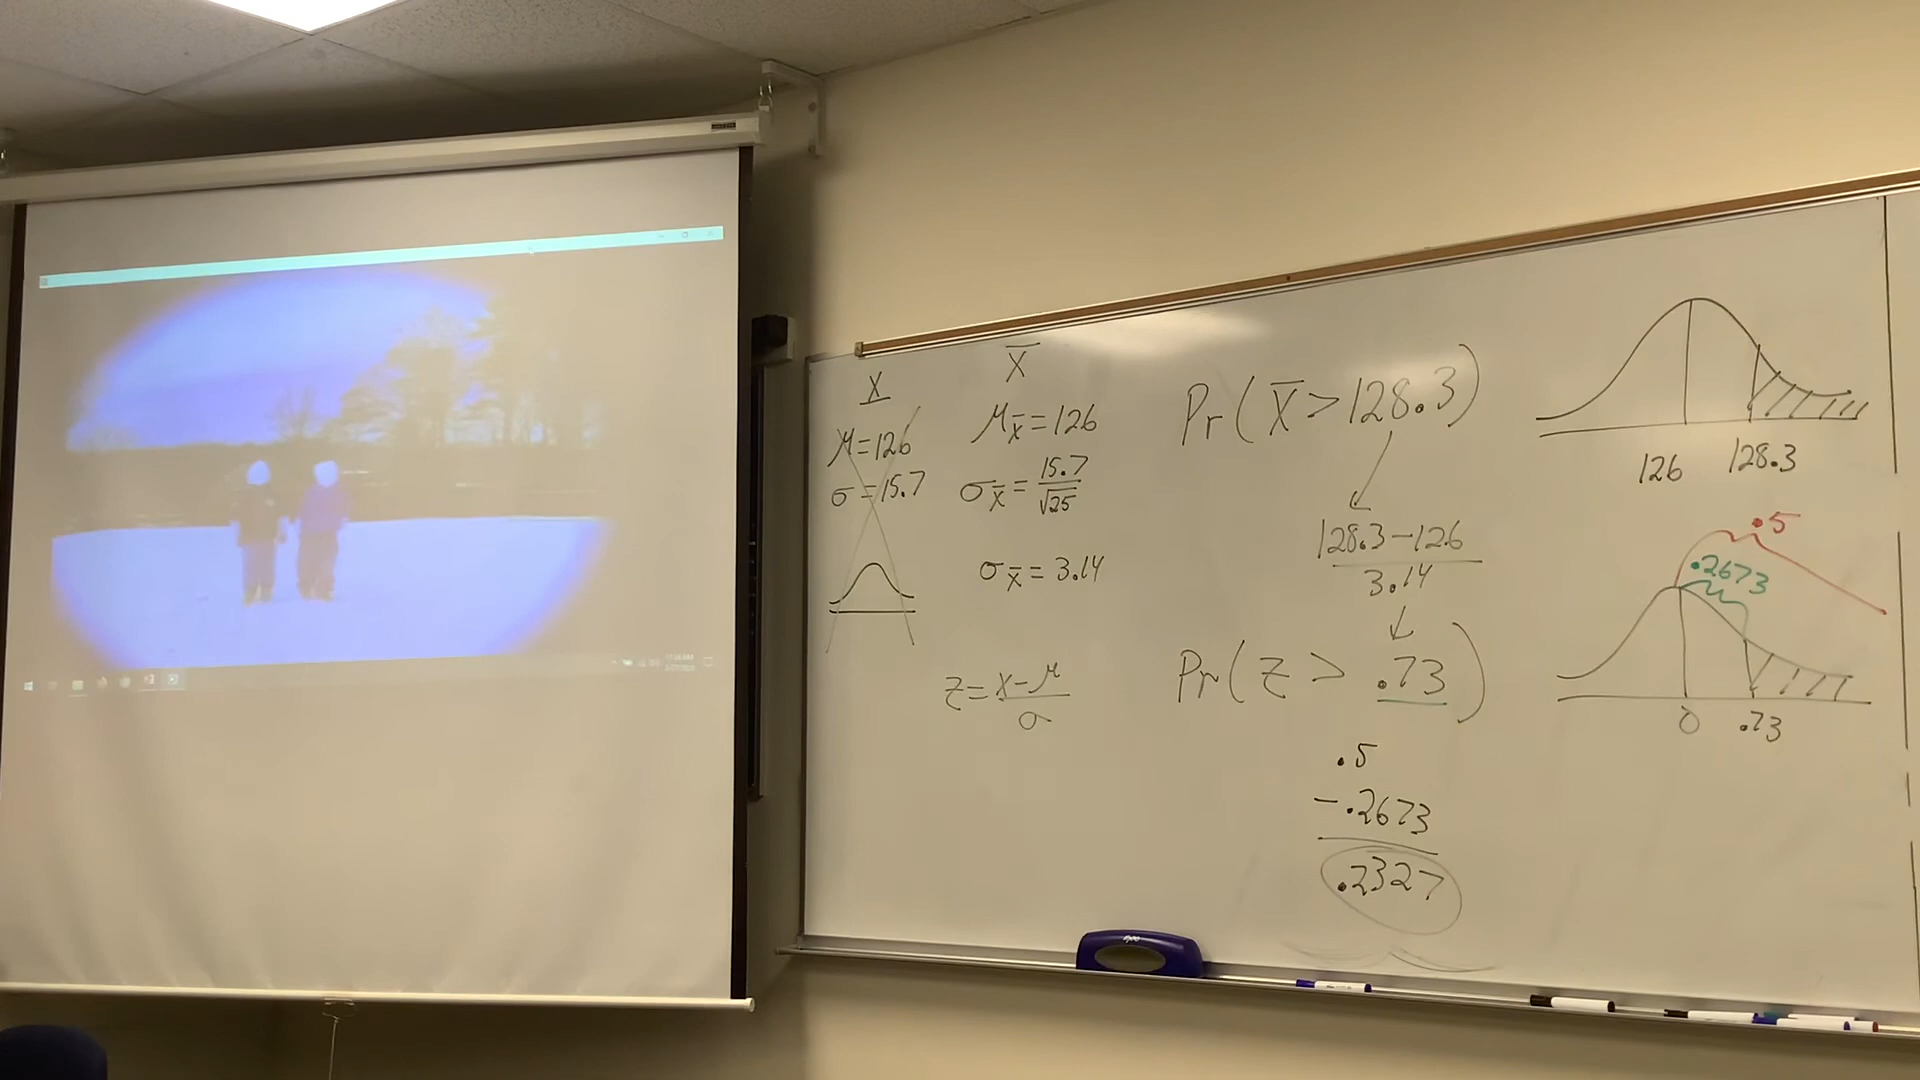 X
μ=126
σ=15.7
X̄
μx̄=126
σx̄=15.7/√25
σx̄=3.14
z=x-μ/σ
Pr(X̄>128.3)
128.3-126
3.14
Pr(z>.73)
.5
-.2673
.2327
126 128.3
.5
.2673
0 .73
expo